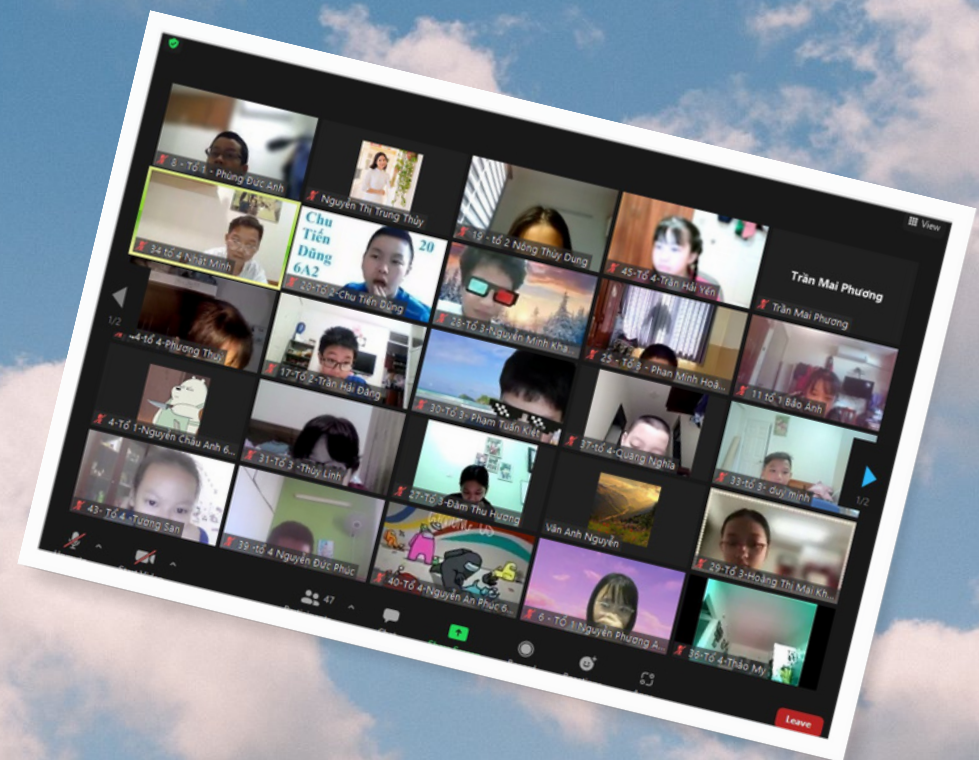 View
8 - Tổ 1 - Phùng Đức Anh
Nguyễn Thị Trung Thủy
19 - tổ 2 Nông Thùy Dung
45-Tổ 4-Trần Hải Yến
Trần Mai Phương
Trần Mai Phương
34 tổ 4 Nhật Minh
Chu
Tiến
Dũng
6A2
20
20-Tổ 2-Chu Tiến Dũng
28-Tổ 3-Nguyễn Minh Kha...
25 - Tổ 3 - Phan Minh Hoà...
11 tổ 1 Bảo Anh
1/2
4-tổ 4-Phương Thuỳ
17-Tổ 2-Trần Hải Đăng
30-Tổ 3- Phạm Tuấn Kiệt
37-tổ 4-Quang Nghĩa
33-tổ 3- duy minh
1/2
4-Tổ 1-Nguyễn Châu Anh 6...
31-Tổ 3 -Thùy Linh
27-Tổ 3-Đàm Thu Hương
Vân Anh Nguyễn
29-Tổ 3-Hoàng Thị Mai Kh...
43- Tổ 4 -Tường San
39 -tổ 4 Nguyễn Đức Phúc
40-Tổ 4-Nguyễn An Phúc 6...
6 - Tổ 1 Nguyễn Phương A...
36-Tổ 4-Thảo My
47
Leave